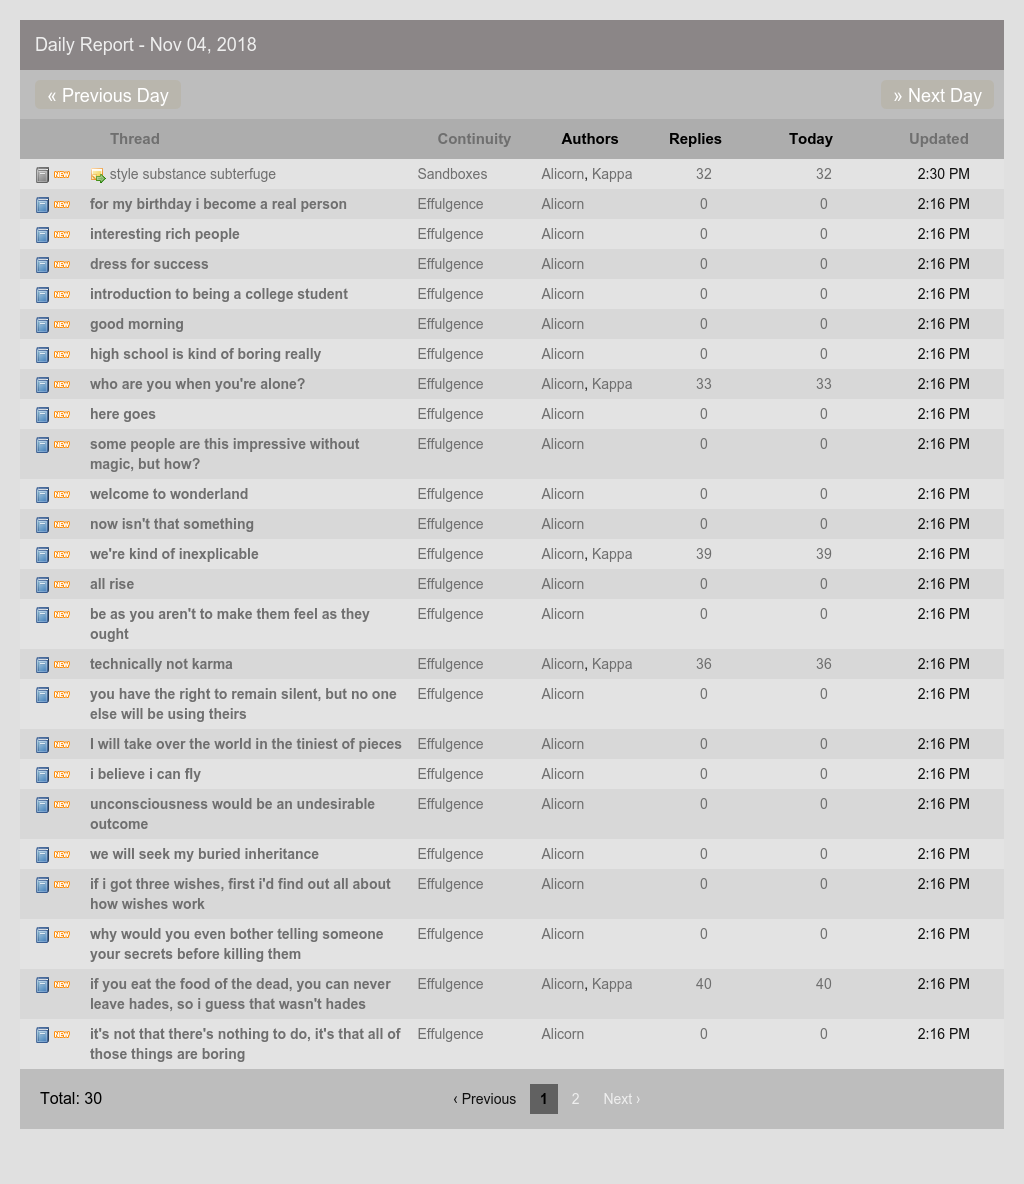 Daily Report - Nov 04, 2018
« Previous Day » Next Day
Thread Continuity Authors Replies Today Updated
NEW style substance subterfuge Sandboxes Alicorn, Kappa 32 32 2:30 PM
NEW for my birthday i become a real person Effulgence Alicorn 0 0 2:16 PM
NEW interesting rich people Effulgence Alicorn 0 0 2:16 PM
NEW dress for success Effulgence Alicorn 0 0 2:16 PM
NEW introduction to being a college student Effulgence Alicorn 0 0 2:16 PM
NEW good morning Effulgence Alicorn 0 0 2:16 PM
NEW high school is kind of boring really Effulgence Alicorn 0 0 2:16 PM
NEW who are you when you're alone? Effulgence Alicorn, Kappa 33 33 2:16 PM
NEW here goes Effulgence Alicorn 0 0 2:16 PM
NEW some people are this impressive without Effulgence Alicorn 0 0 2:16 PM
magic, but how?
NEW welcome to wonderland Effulgence Alicorn 0 0 2:16 PM
NEW now isn't that something Effulgence Alicorn 0 0 2:16 PM
NEW we're kind of inexplicable Effulgence Alicorn, Kappa 39 39 2:16 PM
NEW all rise Effulgence Alicorn 0 0 2:16 PM
NEW be as you aren't to make them feel as they Effulgence Alicorn 0 0 2:16 PM
ought
NEW technically not karma Effulgence Alicorn, Kappa 36 36 2:16 PM
NEW you have the right to remain silent, but no one Effulgence Alicorn 0 0 2:16 PM
else will be using theirs
NEW I will take over the world in the tiniest of pieces Effulgence Alicorn 0 0 2:16 PM
NEW i believe i can fly Effulgence Alicorn 0 0 2:16 PM
NEW unconsciousness would be an undesirable Effulgence Alicorn 0 0 2:16 PM
outcome
NEW we will seek my buried inheritance Effulgence Alicorn 0 0 2:16 PM
NEW if i got three wishes, first i'd find out all about Effulgence Alicorn 0 0 2:16 PM
how wishes work
NEW why would you even bother telling someone Effulgence Alicorn 0 0 2:16 PM
your secrets before killing them
NEW if you eat the food of the dead, you can never Effulgence Alicorn, Kappa 40 40 2:16 PM
leave hades, so i guess that wasn't hades
NEW it's not that there's nothing to do, it's that all of Effulgence Alicorn 0 0 2:16 PM
those things are boring
Total: 30 ‹ Previous 1 2 Next ›